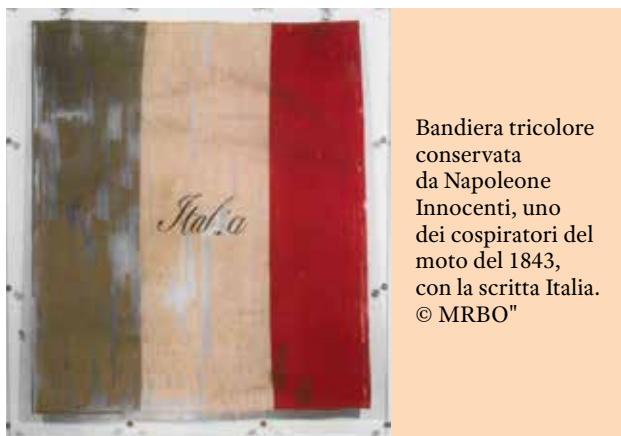 Italia
Bandiera tricolore
conservata
da Napoleone
Innocenti, uno
dei cospiratori del
moto del 1843,
con la scritta Italia.
© MRBO"